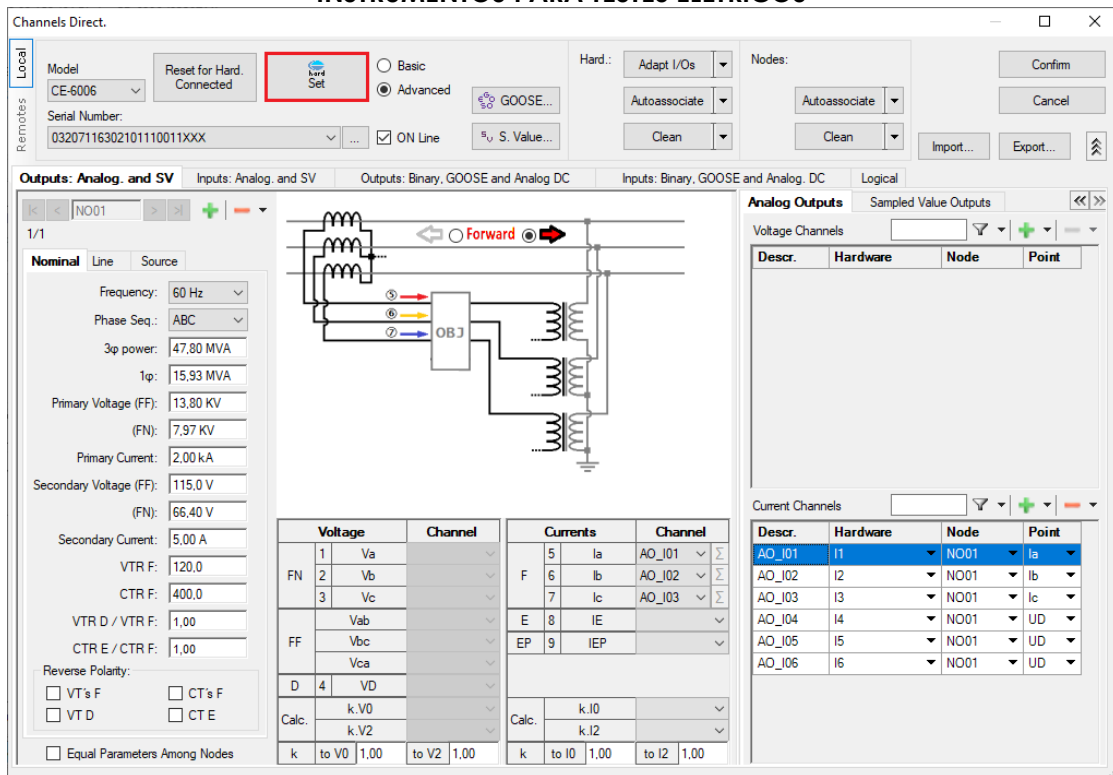 INSTRUMENTOS PARA TESTES ELÉTRICOS
Channels Direct.
Local
Remotes
Model
CE-6006
Reset for Hard. Connected
hard
Set
Basic
Advanced
GOOSE...
S. Value...
Serial Number:
03207116302101110011XXX
...
ON Line
Hard.:
Adapt I/Os
Autoassociate
Clean
Nodes:
Autoassociate
Clean
Confirm
Cancel
Import...
Export...
Outputs: Analog. and SV
Inputs: Analog. and SV
Outputs: Binary, GOOSE and Analog DC
Inputs: Binary, GOOSE and Analog. DC
Logical
NO01
1/1
Nominal
Line
Source
Frequency: 60 Hz
Phase Seq.: ABC
3φ power: 47,80 MVA
1φ: 15,93 MVA
Primary Voltage (FF): 13,80 KV
(FN): 7,97 KV
Primary Current: 2,00 kA
Secondary Voltage (FF): 115,0 V
(FN): 66,40 V
Secondary Current: 5,00 A
VTR F: 120,0
CTR F: 400,0
VTR D / VTR F: 1,00
CTR E / CTR F: 1,00
Reverse Polarity:
VT's F
CT's F
VT D
CT E
Equal Parameters Among Nodes
Forward
5
6
7
OBJ
Voltage Channel
FN
1 Va
2 Vb
3 Vc
FF
Vab
Vbc
Vca
D 4 VD
Calc.
k.V0
k.V2
k to V0 1,00 to V2 1,00
Currents Channel
F
5 Ia AO_I01 Σ
6 Ib AO_I02 Σ
7 Ic AO_I03 Σ
E 8 IE
EP 9 IEP
Calc.
k.I0
k.I2
k to I0 1,00 to I2 1,00
Analog Outputs
Sampled Value Outputs
Voltage Channels
Descr. Hardware Node Point
Current Channels
Descr. Hardware Node Point
AO_I01 I1 NO01 Ia
AO_I02 I2 NO01 Ib
AO_I03 I3 NO01 Ic
AO_I04 I4 NO01 UD
AO_I05 I5 NO01 UD
AO_I06 I6 NO01 UD